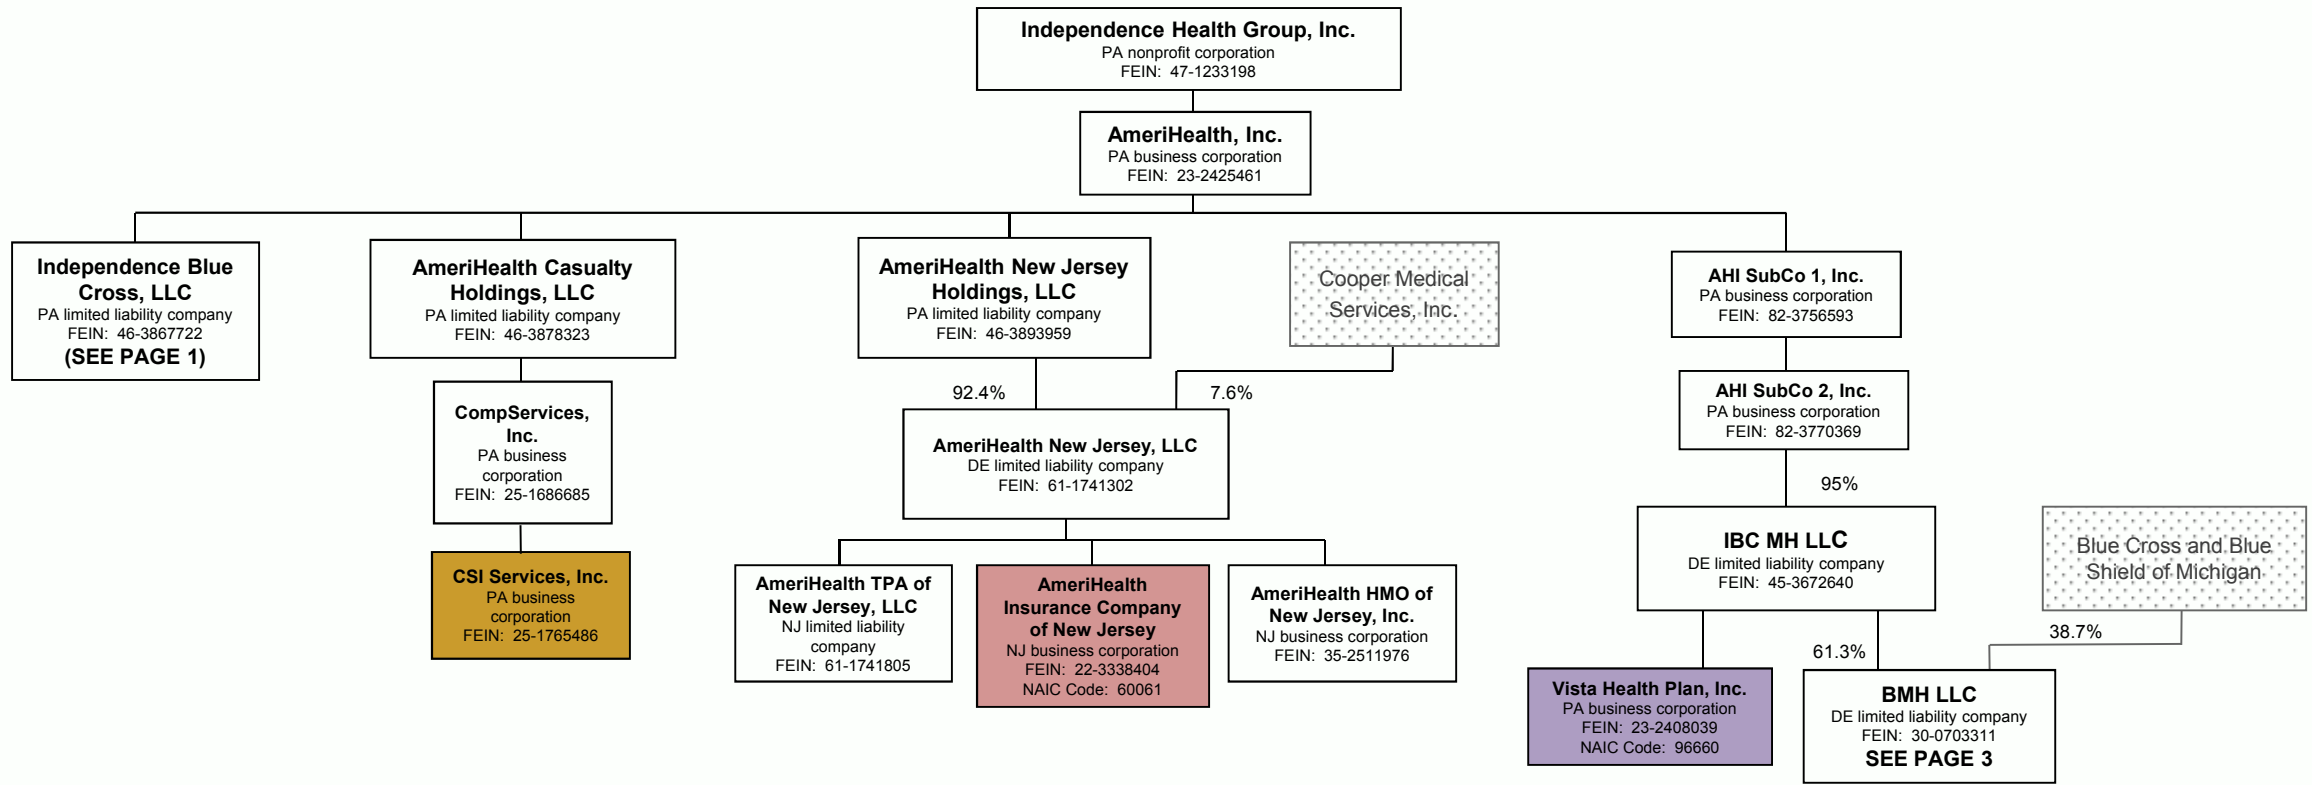 Independence Health Group, Inc.
PA nonprofit corporation
FEIN: 47-1233198
AmeriHealth, Inc.
PA business corporation
FEIN: 23-2425461
Independence Blue
Cross, LLC
PA limited liability company
FEIN: 46-3867722
(SEE PAGE 1)
AmeriHealth Casualty
Holdings, LLC
PA limited liability company
FEIN: 46-3878323
AmeriHealth New Jersey
Holdings, LLC
PA limited liability company
FEIN: 46-3893959
Cooper Medical
Services, Inc.
AHI SubCo 1, Inc.
PA business corporation
FEIN: 82-3756593
CompServices,
Inc.
PA business
corporation
FEIN: 25-1686685
92.4%
7.6%
AmeriHealth New Jersey, LLC
DE limited liability company
FEIN: 61-1741302
AHI SubCo 2, Inc.
PA business corporation
FEIN: 82-3770369
95%
IBC MH LLC
DE limited liability company
FEIN: 45-3672640
Blue Cross and Blue
Shield of Michigan
CSI Services, Inc.
PA business
corporation
FEIN: 25-1765486
AmeriHealth TPA of
New Jersey, LLC
NJ limited liability
company
FEIN: 61-1741805
AmeriHealth
Insurance Company
of New Jersey
NJ business corporation
FEIN: 22-3338404
NAIC Code: 60061
AmeriHealth HMO of
New Jersey, Inc.
NJ business corporation
FEIN: 35-2511976
61.3%
38.7%
Vista Health Plan, Inc.
PA business corporation
FEIN: 23-2408039
NAIC Code: 96660
BMH LLC
DE limited liability company
FEIN: 30-0703311
SEE PAGE 3